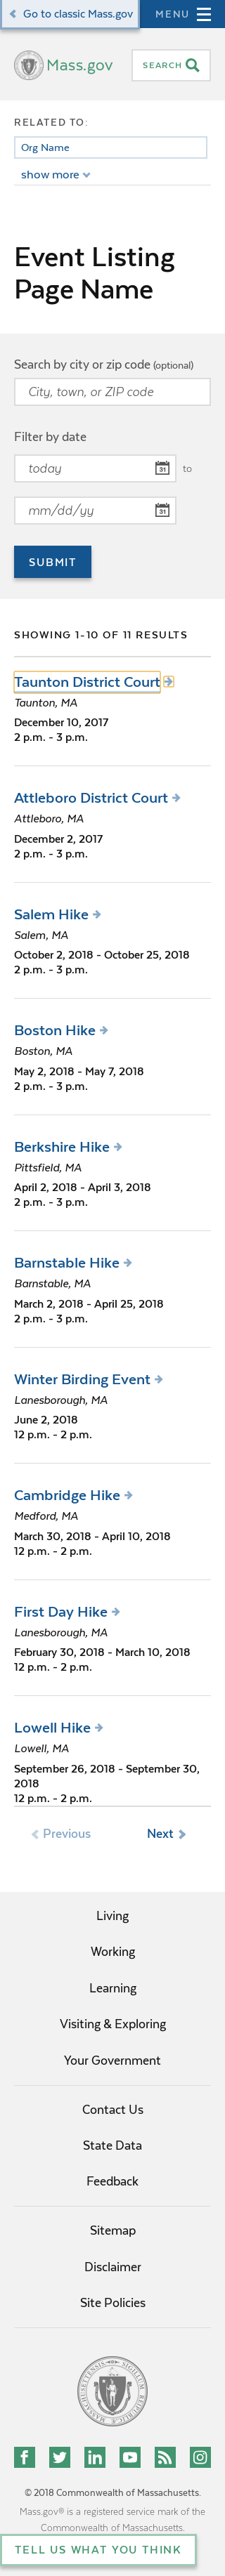 Go to classic Mass.gov
MENU
Mass.gov
SEARCH
RELATED TO:
Org Name
show more
Event Listing
Page Name
Search by city or zip code (optional)
City, town, or ZIP code
Filter by date
today
31
to
mm/dd/yy
31
SUBMIT
SHOWING 1-10 OF 11 RESULTS
Taunton District Court
Taunton, MA
December 10, 2017
2 p.m. - 3 p.m.
Attleboro District Court
Attleboro, MA
December 2, 2017
2 p.m. - 3 p.m.
Salem Hike
Salem, MA
October 2, 2018 - October 25, 2018
2 p.m. - 3 p.m.
Boston Hike
Boston, MA
May 2, 2018 - May 7, 2018
2 p.m. - 3 p.m.
Berkshire Hike
Pittsfield, MA
April 2, 2018 - April 3, 2018
2 p.m. - 3 p.m.
Barnstable Hike
Barnstable, MA
March 2, 2018 - April 25, 2018
2 p.m. - 3 p.m.
Winter Birding Event
Lanesborough, MA
June 2, 2018
12 p.m. - 2 p.m.
Cambridge Hike
Medford, MA
March 30, 2018 - April 10, 2018
12 p.m. - 2 p.m.
First Day Hike
Lanesborough, MA
February 30, 2018 - March 10, 2018
12 p.m. - 2 p.m.
Lowell Hike
Lowell, MA
September 26, 2018 - September 30,
2018
12 p.m. - 2 p.m.
Previous
Next
Living
Working
Learning
Visiting & Exploring
Your Government
Contact Us
State Data
Feedback
Sitemap
Disclaimer
Site Policies
© 2018 Commonwealth of Massachusetts.
Mass.gov® is a registered service mark of the
Commonwealth of Massachusetts.
TELL US WHAT YOU THINK